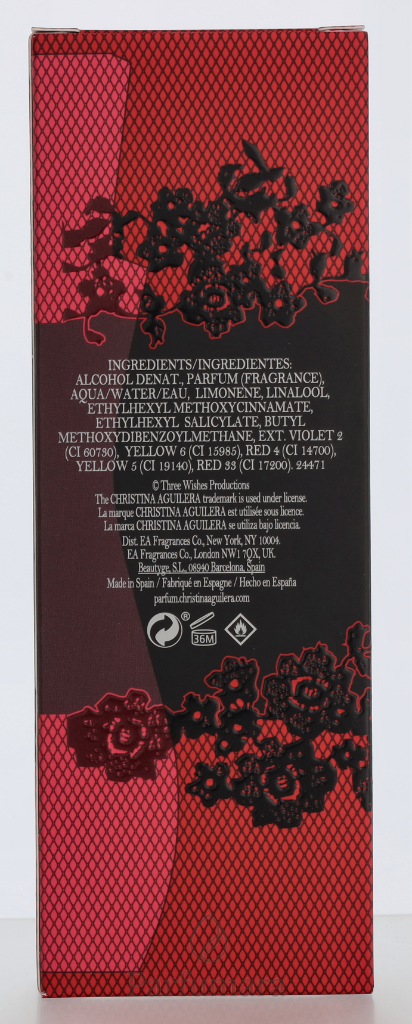 INGREDIENTS/INGREDIENTES:
ALCOHOL DENAT., PARFUM (FRAGRANCE),
AQUA/WATER/EAU, LIMONENE, LINALOOL,
ETHYLHEXYL METHOXYCINNAMATE,
ETHYLHEXYL SALICYLATE, BUTYL
METHOXYDIBENZOYLMETHANE, EXT. VIOLET 2
(CI 60730), YELLOW 6 (CI 15985), RED 4 (CI 14700),
YELLOW 5 (CI 19140), RED 33 (CI 17200). 24471
© Three Wishes Productions
The CHRISTINA AGUILERA trademark is used under license.
La marque CHRISTINA AGUILERA est utilisée sous licence.
La marca CHRISTINA AGUILERA se utiliza bajo licencia.
Dist. EA Fragrances Co., New York, NY 10004.
EA Fragrances Co., London NW1 7QX, UK.
Beautyge, S.L., 08940 Barcelona, Spain
Made in Spain / Fabriqué en Espagne / Hecho en España
parfum.christinaaguilera.com
® 36M